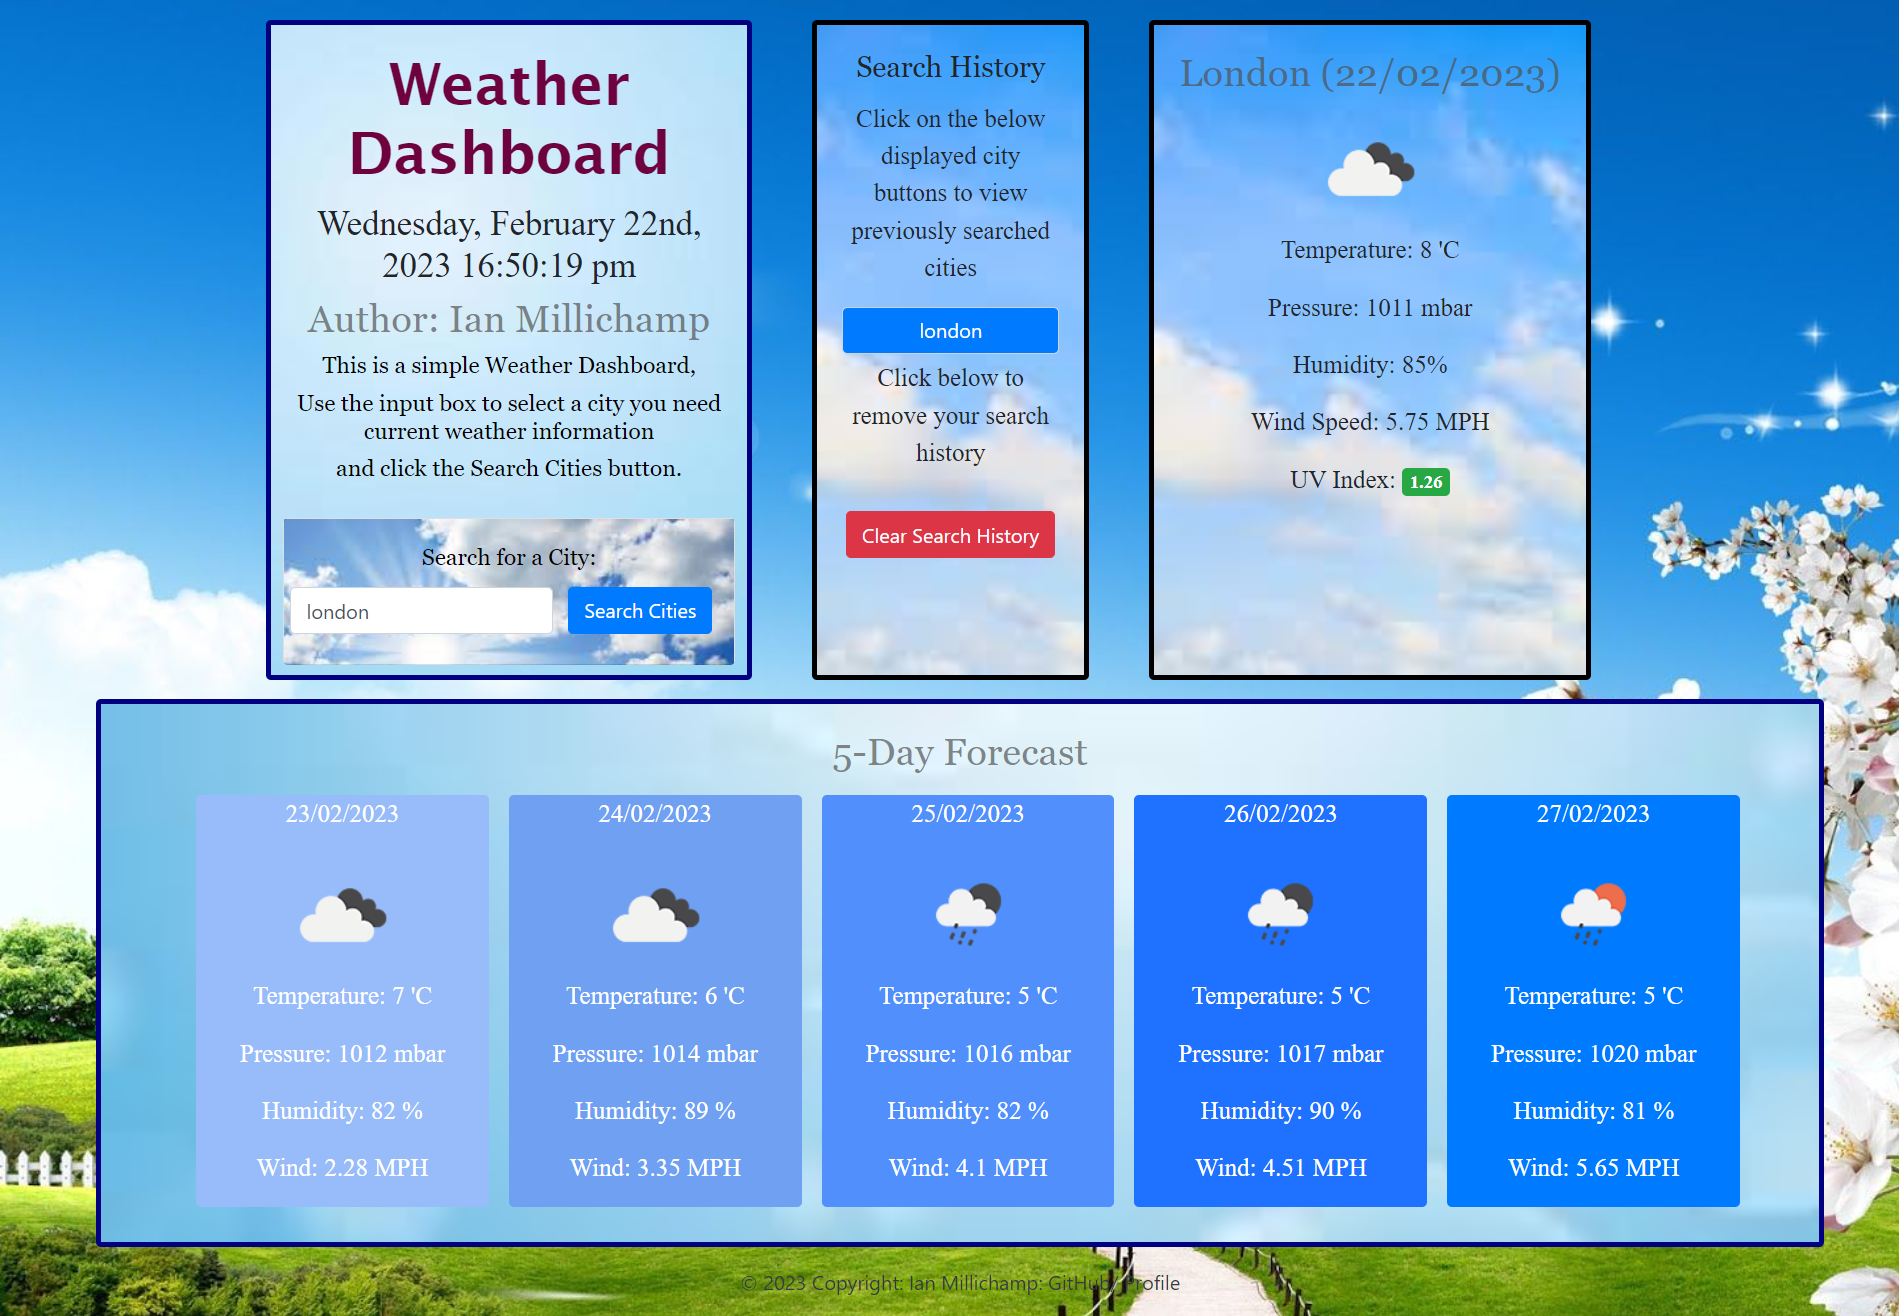 Weather
Dashboard
Wednesday, February 22nd,
2023 16:50:19 pm
Author: Ian Millichamp
This is a simple Weather Dashboard,
Use the input box to select a city you need
current weather information
and click the Search Cities button.
Search for a City:
london
Search Cities
Search History
Click on the below
displayed city
buttons to view
previously searched
cities
london
Click below to
remove your search
history
Clear Search History
London (22/02/2023)
Temperature: 8 'C
Pressure: 1011 mbar
Humidity: 85%
Wind Speed: 5.75 MPH
UV Index: 1.26
5-Day Forecast
23/02/2023
Temperature: 7 'C
Pressure: 1012 mbar
Humidity: 82 %
Wind: 2.28 MPH
24/02/2023
Temperature: 6 'C
Pressure: 1014 mbar
Humidity: 89 %
Wind: 3.35 MPH
25/02/2023
Temperature: 5 'C
Pressure: 1016 mbar
Humidity: 82 %
Wind: 4.1 MPH
26/02/2023
Temperature: 5 'C
Pressure: 1017 mbar
Humidity: 90 %
Wind: 4.51 MPH
27/02/2023
Temperature: 5 'C
Pressure: 1020 mbar
Humidity: 81 %
Wind: 5.65 MPH
© 2023 Copyright: Ian Millichamp: GitHub/ Profile